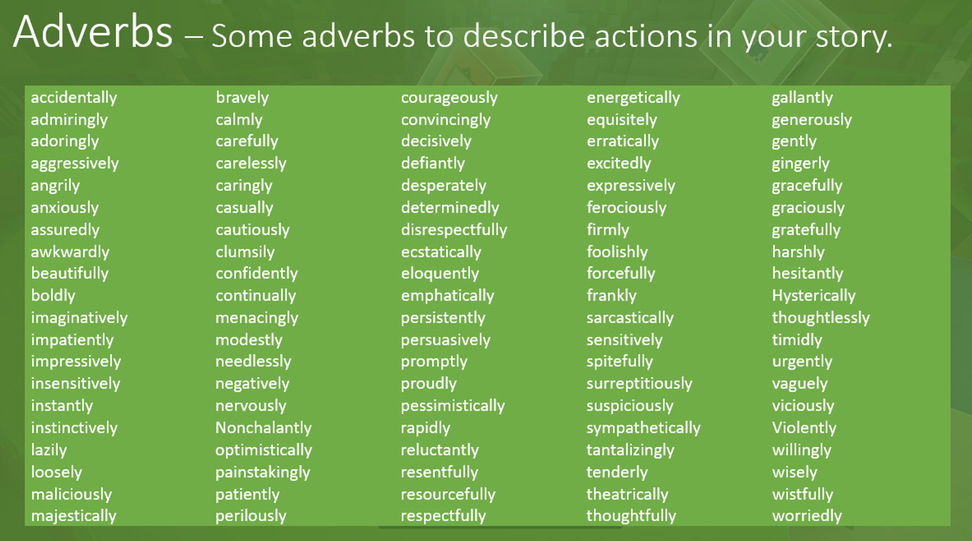 Adverbs – Some adverbs to describe actions in your story.
accidentally bravely courageously energetically gallantly
admiringly calmly convincingly equisitely generously
adoringly carefully decisively erratically gently
aggressively carelessly defiantly excitedly gingerly
angrily caringly desperately expressively gracefully
anxiously casually determinedly ferociously graciously
assuredly cautiously disrespectfully firmly gratefully
awkwardly clumsily ecstatically foolishly harshly
beautifully confidently eloquently forcefully hesitantly
boldly continually emphatically frankly Hysterically
imaginatively menacingly persistently sarcastically thoughtlessly
impatiently modestly persuasively sensitively timidly
impressively needlessly promptly spitefully urgently
insensitively negatively proudly surreptitiously vaguely
instantly nervously pessimistically suspiciously viciously
instinctively Nonchalantly rapidly sympathetically Violently
lazily optimistically reluctantly tantalizingly willingly
loosely painstakingly resentfully tenderly wisely
maliciously patiently resourcefully theatrically wistfully
majestically perilously respectfully thoughtfully worriedly